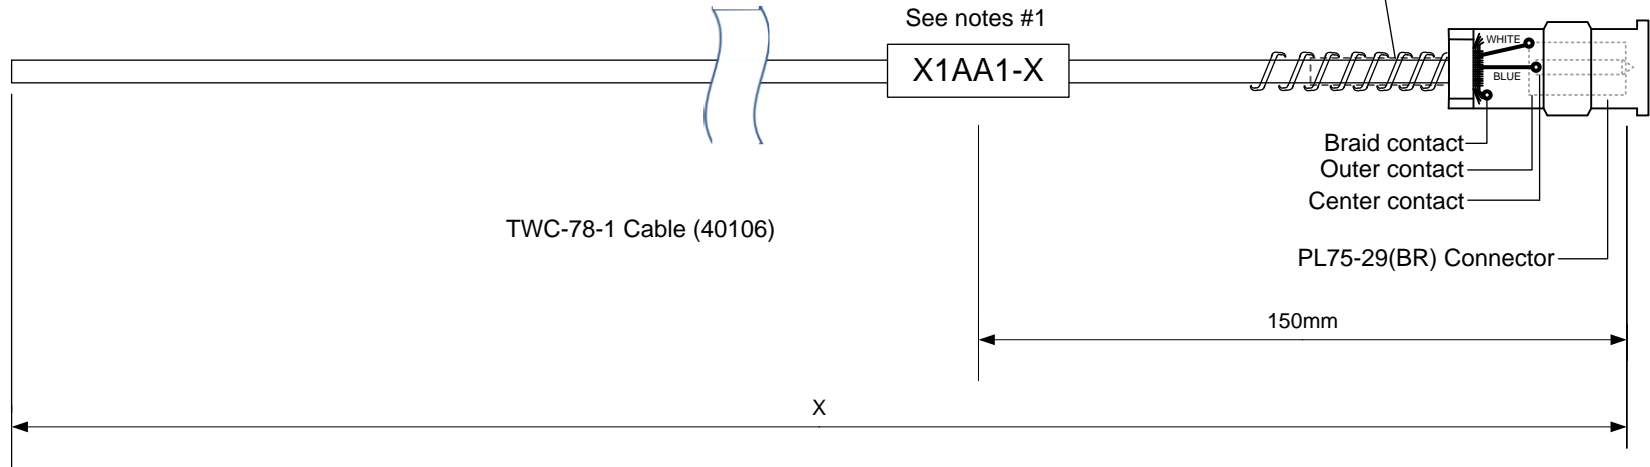 See notes #1
X1AA1-X
WHITE
BLUE
Braid contact
Outer contact
Center contact
TWC-78-1 Cable (40106)
PL75-29(BR) Connector
150mm
X